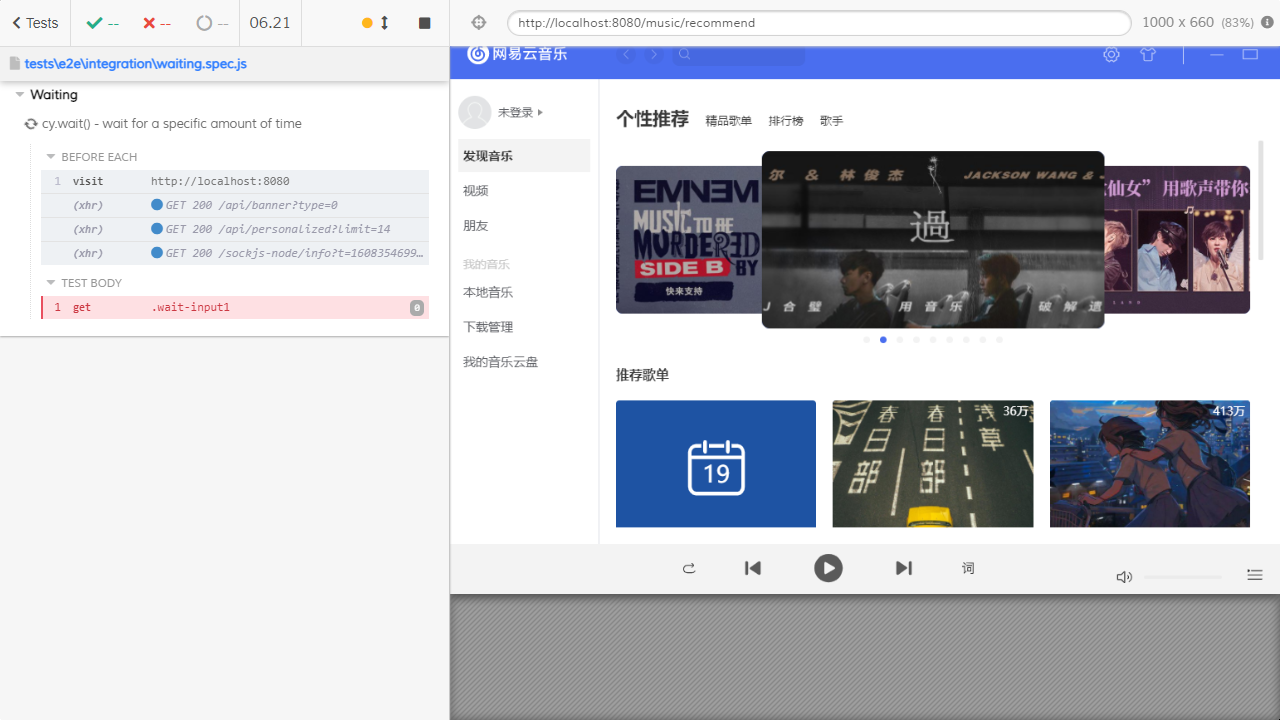 Tests
--
--
--
06.21
http://localhost:8080/music/recommend
1000 x 660 (83%)
tests\e2e\integration\waiting.spec.js
Waiting
cy.wait() - wait for a specific amount of time
BEFORE EACH
1 visit http://localhost:8080
(xhr) GET 200 /api/banner?type=0
(xhr) GET 200 /api/personalized?limit=14
(xhr) GET 200 /sockjs-node/info?t=1608354699…
TEST BODY
1 get .wait-input1 0
网易云音乐
未登录
发现音乐
视频
朋友
我的音乐
本地音乐
下载管理
我的音乐云盘
个性推荐 精品歌单 排行榜 歌手
EMINEM
MUSIC TO BE
MURDERED
SIDE B BY
快来支持
尔 & 林俊杰 JACKSON WANG & J
過
J合璧 用音乐 破解遗
仙女” 用歌声带你
推荐歌单
19
春日部
春日部
浅草
36万
413万
词